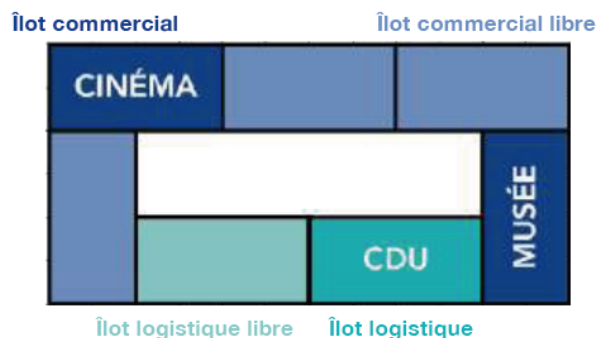 Îlot commercial
Îlot commercial libre
CINÉMA
MUSÉE
CDU
Îlot logistique libre
Îlot logistique